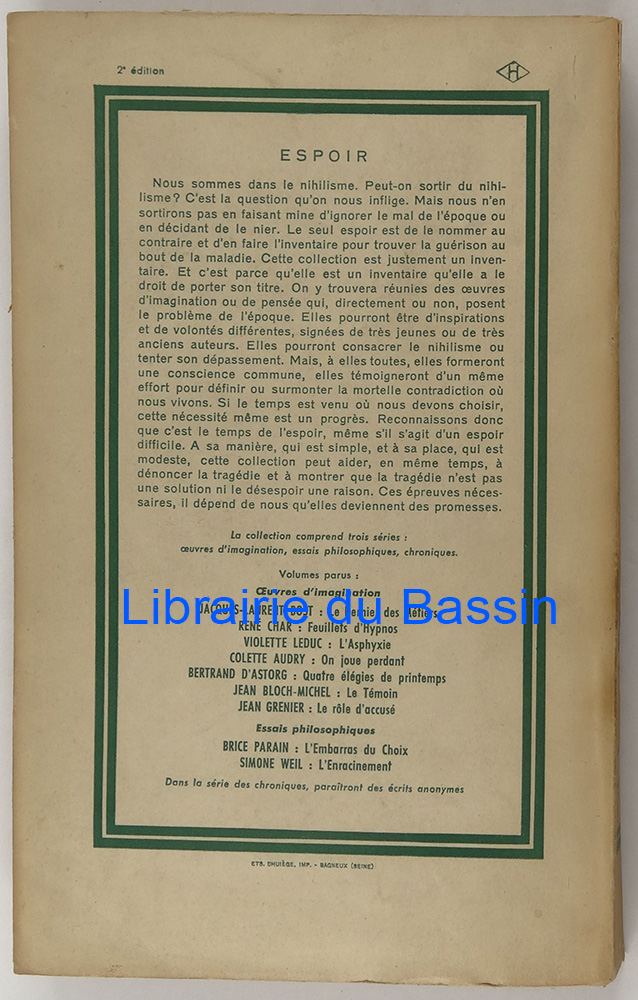 2e édition
H
ESPOIR
Nous sommes dans le nihilisme. Peut-on sortir du nihi-
lisme? C'est la question qu'on nous inflige. Mais nous n'en
sortirons pas en faisant mine d'ignorer le mal de l'époque ou
en décidant de le nier. Le seul espoir est de le nommer au
contraire et d'en faire l'inventaire pour trouver la guérison au
bout de la maladie. Cette collection est justement un inven-
taire. Et c'est parce qu'elle est un inventaire qu'elle a le
droit de porter son titre. On y trouvera réunies des œuvres
d'imagination ou de pensée qui, directement ou non, posent
le problème de l'époque. Elles pourront être d'inspirations
et de volontés différentes, signées de très jeunes ou de très
anciens auteurs. Elles pourront consacrer le nihilisme ou
tenter son dépassement. Mais, à elles toutes, elles formeront
une conscience commune, elles témoigneront d'un même
effort pour définir ou surmonter la mortelle contradiction où
nous vivons. Si le temps est venu où nous devons choisir,
cette nécessité même est un progrès. Reconnaissons donc
que c'est le temps de l'espoir, même s'il s'agit d'un espoir
difficile. A sa manière, qui est simple, et à sa place, qui est
modeste, cette collection peut aider, en même temps, à
dénoncer la tragédie et à montrer que la tragédie n'est pas
une solution ni le désespoir une raison. Ces épreuves néces-
saires, il dépend de nous qu'elles deviennent des promesses.
La collection comprend trois séries :
œuvres d'imagination, essais philosophiques, chroniques.
Volumes parus :
Œuvres d'imagination
JACQUES-LAURENT BOST : Le Dernier des Métiers
Librairie du Bassin
RENÉ CHAR : Feuillets d'Hypnos
VIOLETTE LEDUC : L'Asphyxie
COLETTE AUDRY : On joue perdant
BERTRAND D'ASTORG : Quatre élégies de printemps
JEAN BLOCH-MICHEL : Le Témoin
JEAN GRENIER : Le rôle d'accusé
Essais philosophiques
BRICE PARAIN : L'Embarras du Choix
SIMONE WEIL : L'Enracinement
Dans la série des chroniques, paraîtront des écrits anonymes
ETS. DHUIÈGE, IMP. - BAGNEUX (SEINE)